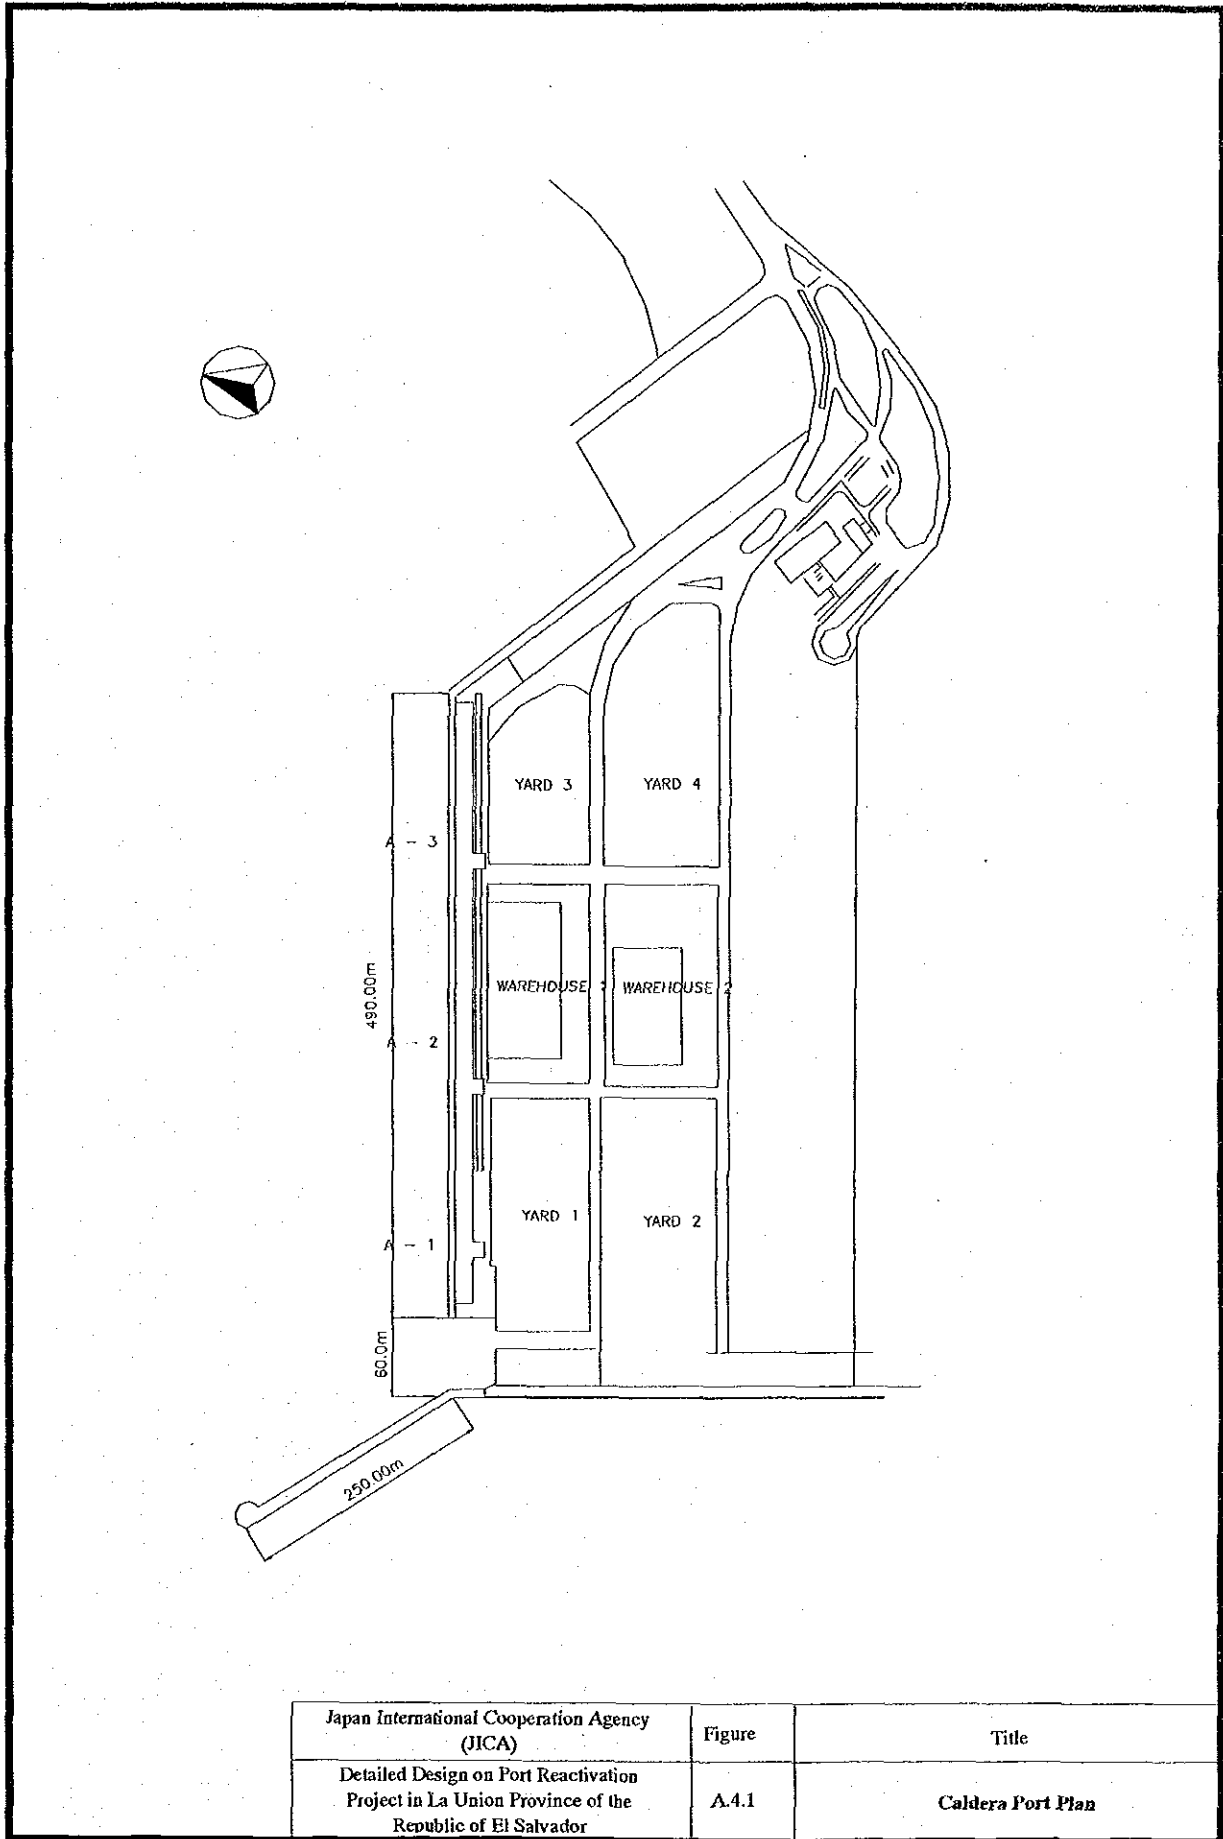 YARD 3
YARD 4
A - 3
WAREHOUSE 1
WAREHOUSE 2
490.00m
A - 2
YARD 1
YARD 2
A - 1
60.0m
250.00m
Japan International Cooperation Agency
(JICA)
Figure
Title
Detailed Design on Port Reactivation
Project in La Union Province of the
Republic of El Salvador
A.4.1
Caldera Port Plan